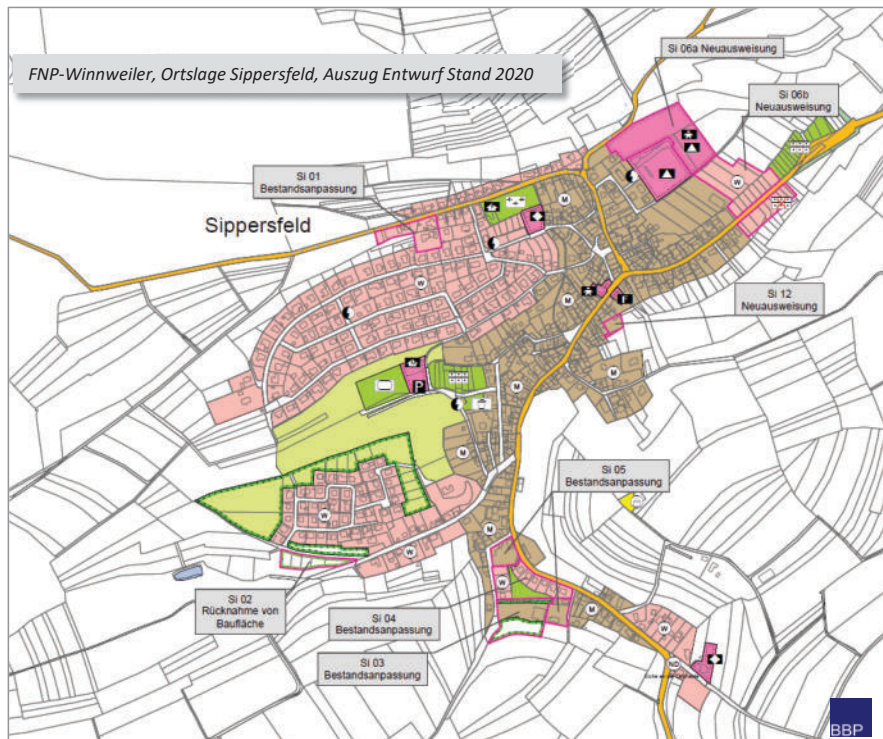 FNP-Winnweiler, Ortslage Sippersfeld, Auszug Entwurf Stand 2020
Si 06a Neuausweisung
Si 06b
Neuausweisung
Si 01
Bestandsanpassung
Sippersfeld
W
M
W
M
Si 12
Neuausweisung
F
M
M
P
M
Si 05
Bestandsanpassung
W
W
M
W
Si 02
Rücknahme von
Baufläche
Si 04
Bestandsanpassung
M
W
Si 03
Bestandsanpassung
ND
BBP